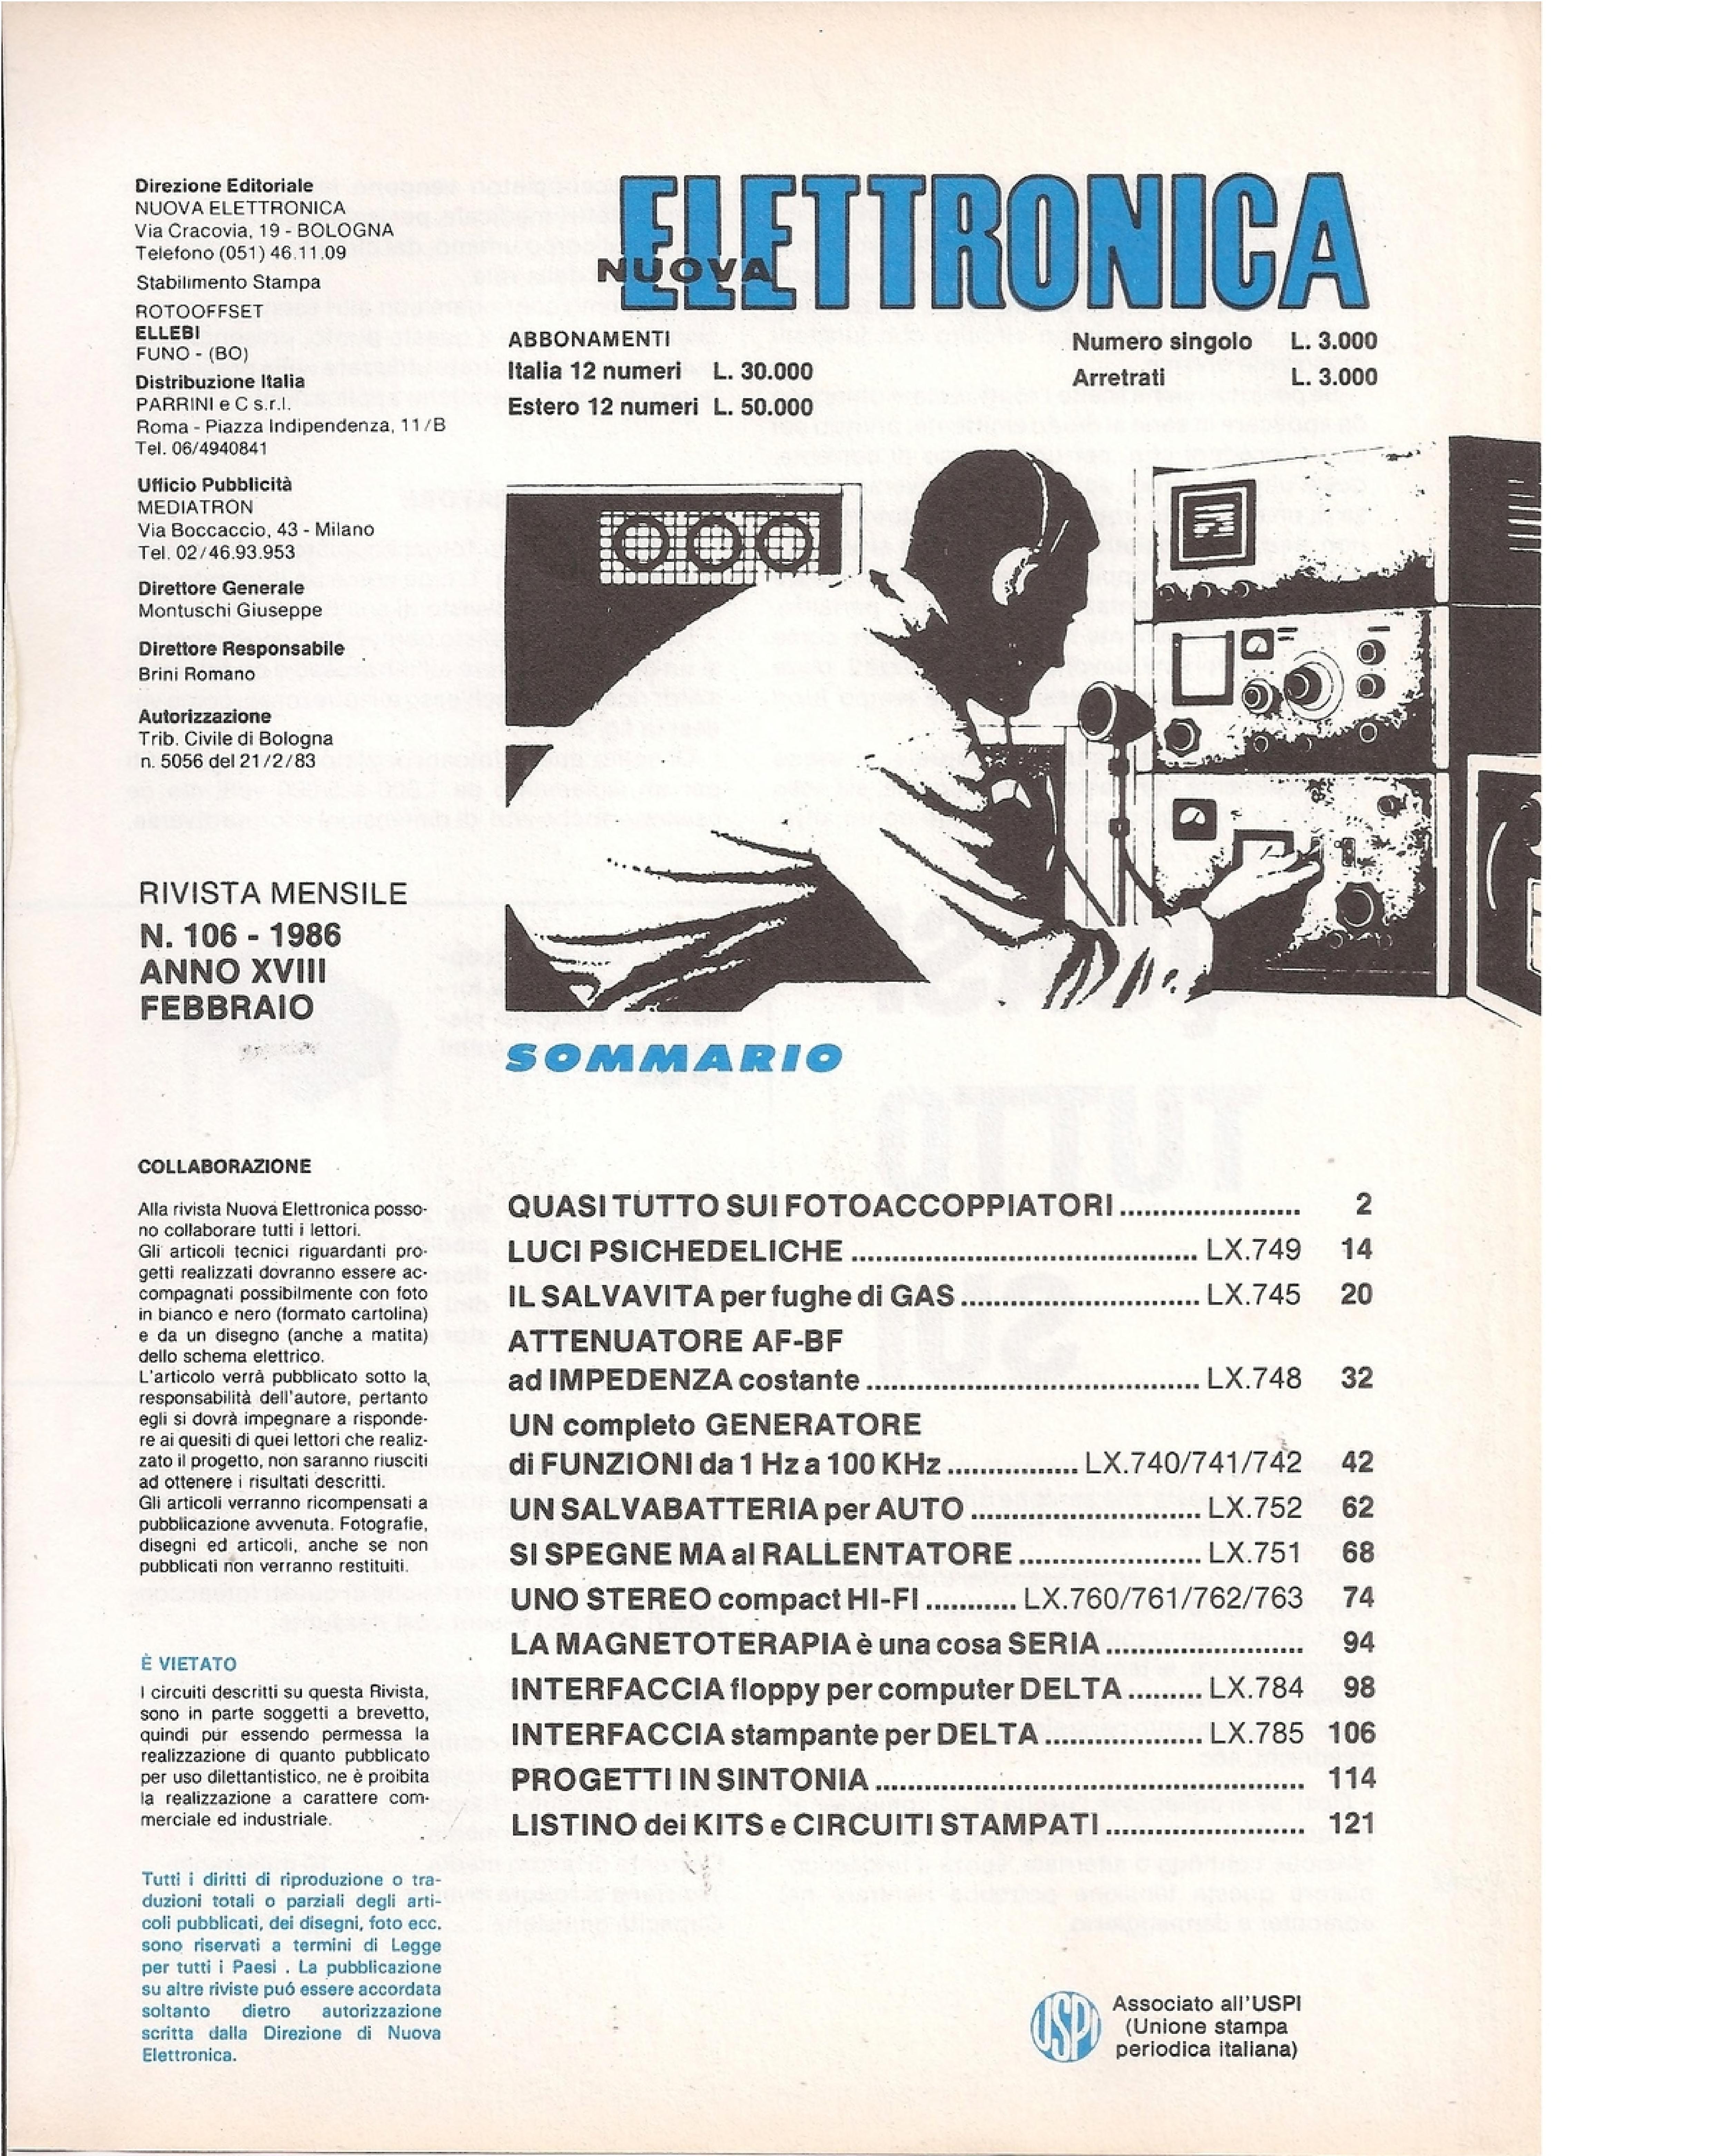 Direzione Editoriale
NUOVA ELETTRONICA
Via Cracovia, 19 - BOLOGNA
Telefono (051) 46.11.09
Stabilimento Stampa
ROTOOFFSET
ELLEBI
FUNO - (BO)
Distribuzione Italia
PARRINI e C s.r.l.
Roma - Piazza Indipendenza, 11/B
Tel. 06/4940841
Ufficio Pubblicità
MEDIATRON
Via Boccaccio, 43 - Milano
Tel. 02/46.93.953
Direttore Generale
Montuschi Giuseppe
Direttore Responsabile
Brini Romano
Autorizzazione
Trib. Civile di Bologna
n. 5056 del 21/2/83
RIVISTA MENSILE
N. 106 - 1986
ANNO XVIII
FEBBRAIO
COLLABORAZIONE
Alla rivista Nuova Elettronica posso-
no collaborare tutti i lettori.
Gli articoli tecnici riguardanti pro-
getti realizzati dovranno essere ac-
compagnati possibilmente con foto
in bianco e nero (formato cartolina)
e da un disegno (anche a matita)
dello schema elettrico.
L'articolo verrà pubblicato sotto la
responsabilità dell'autore, pertanto
egli si dovrà impegnare a risponde-
re ai quesiti di quei lettori che realiz-
zato il progetto, non saranno riusciti
ad ottenere i risultati descritti.
Gli articoli verranno ricompensati a
pubblicazione avvenuta. Fotografie,
disegni ed articoli, anche se non
pubblicati non verranno restituiti.
È VIETATO
I circuiti descritti su questa Rivista,
sono in parte soggetti a brevetto,
quindi pur essendo permessa la
realizzazione di quanto pubblicato
per uso dilettantistico, ne è proibita
la realizzazione a carattere com-
merciale ed industriale.
Tutti i diritti di riproduzione o tra-
duzioni totali o parziali degli arti-
coli pubblicati, dei disegni, foto ecc.
sono riservati a termini di Legge
per tutti i Paesi . La pubblicazione
su altre riviste puó essere accordata
soltanto dietro autorizzazione
scritta dalla Direzione di Nuova
Elettronica.
NUOVA ELETTRONICA
ABBONAMENTI
Italia 12 numeri L. 30.000
Estero 12 numeri L. 50.000
Numero singolo L. 3.000
Arretrati L. 3.000
SOMMARIO
QUASI TUTTO SUI FOTOACCOPPIATORI ...................... 2
LUCI PSICHEDELICHE .......................................... LX.749 14
IL SALVAVITA per fughe di GAS ............................. LX.745 20
ATTENUATORE AF-BF
ad IMPEDENZA costante ........................................ LX.748 32
UN completo GENERATORE
di FUNZIONI da 1 Hz a 100 KHz ................ LX.740/741/742 42
UN SALVABATTERIA per AUTO ............................ LX.752 62
SI SPEGNE MA al RALLENTATORE ...................... LX.751 68
UNO STEREO compact HI-FI ........... LX.760/761/762/763 74
LA MAGNETOTERAPIA è una cosa SERIA ........................ 94
INTERFACCIA floppy per computer DELTA ......... LX.784 98
INTERFACCIA stampante per DELTA ................... LX.785 106
PROGETTI IN SINTONIA .................................................... 114
LISTINO dei KITS e CIRCUITI STAMPATI ........................ 121
USPI
Associato all'USPI
(Unione stampa
periodica italiana)